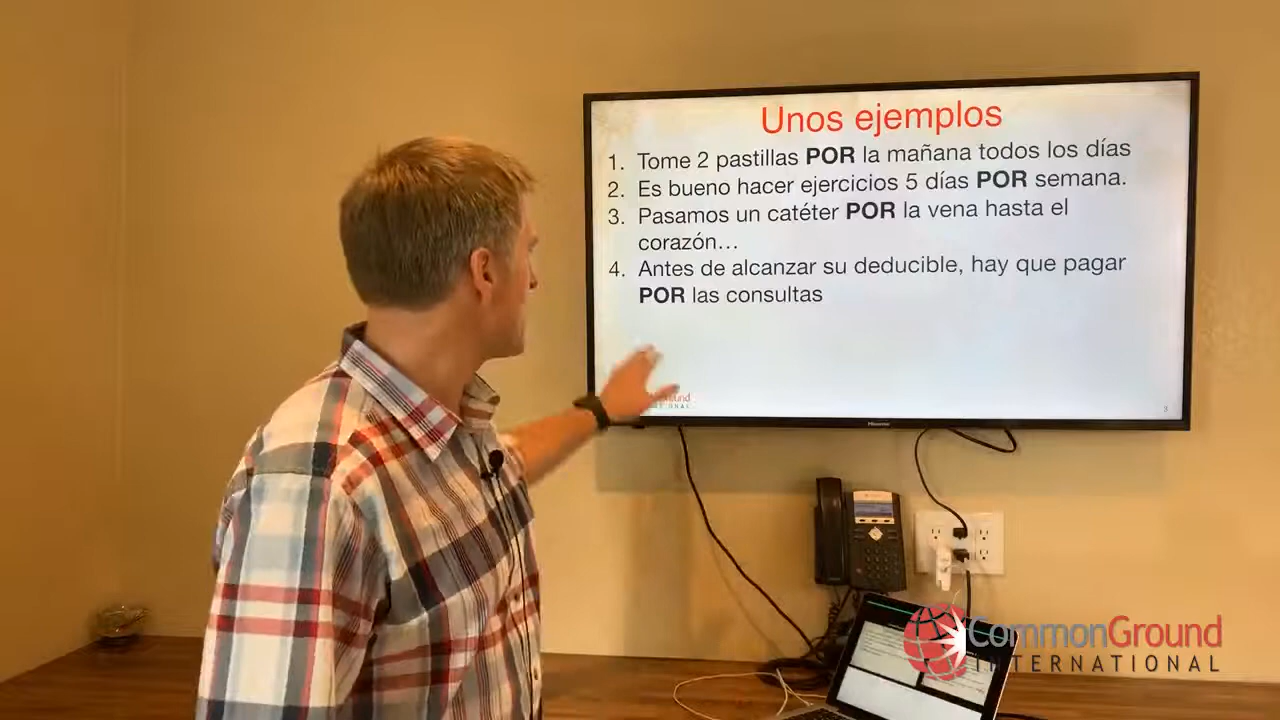 Unos ejemplos
1. Tome 2 pastillas POR la mañana todos los días
2. Es bueno hacer ejercicios 5 días POR semana.
3. Pasamos un catéter POR la vena hasta el
corazón...
4. Antes de alcanzar su deducible, hay que pagar
POR las consultas
3
Hisense
CommonGround
INTERNATIONAL